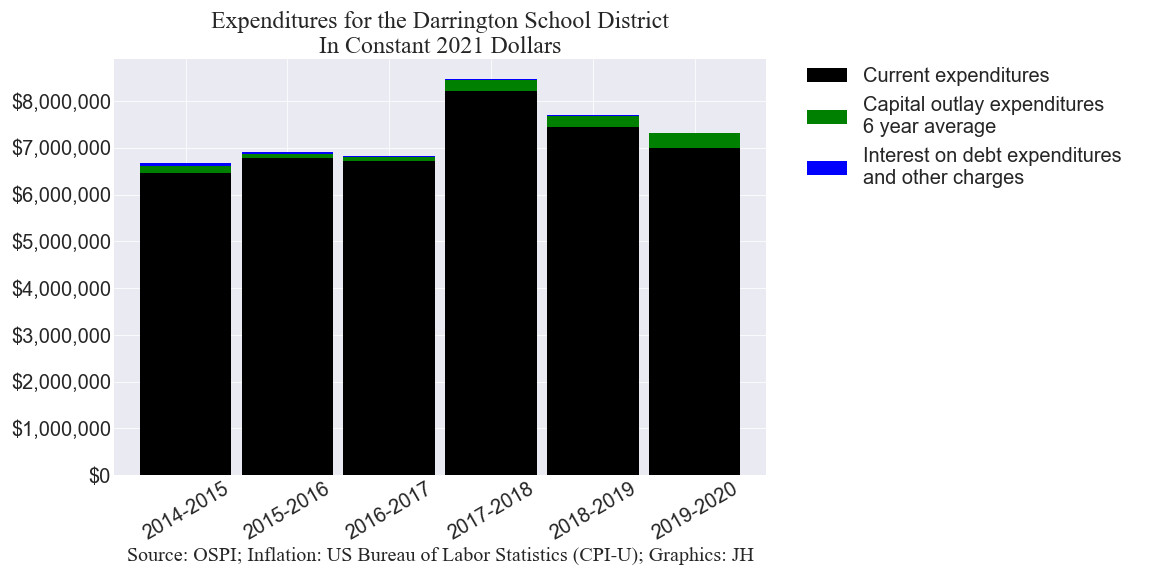 Expenditures for the Darrington School District
In Constant 2021 Dollars
$8,000,000
$7,000,000
$6,000,000
$5,000,000
$4,000,000
$3,000,000
$2,000,000
$1,000,000
$0
2014-2015
2015-2016
2016-2017
2017-2018
2018-2019
2019-2020
Source: OSPI; Inflation: US Bureau of Labor Statistics (CPI-U); Graphics: JH
Current expenditures
Capital outlay expenditures
6 year average
Interest on debt expenditures
and other charges